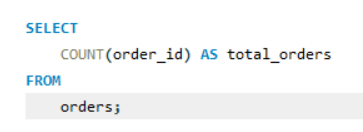 SELECT
    COUNT(order_id) AS total_orders
FROM
    orders;